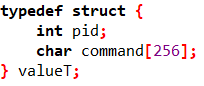 typedef struct {
    int pid;
    char command[256];
} valueT;